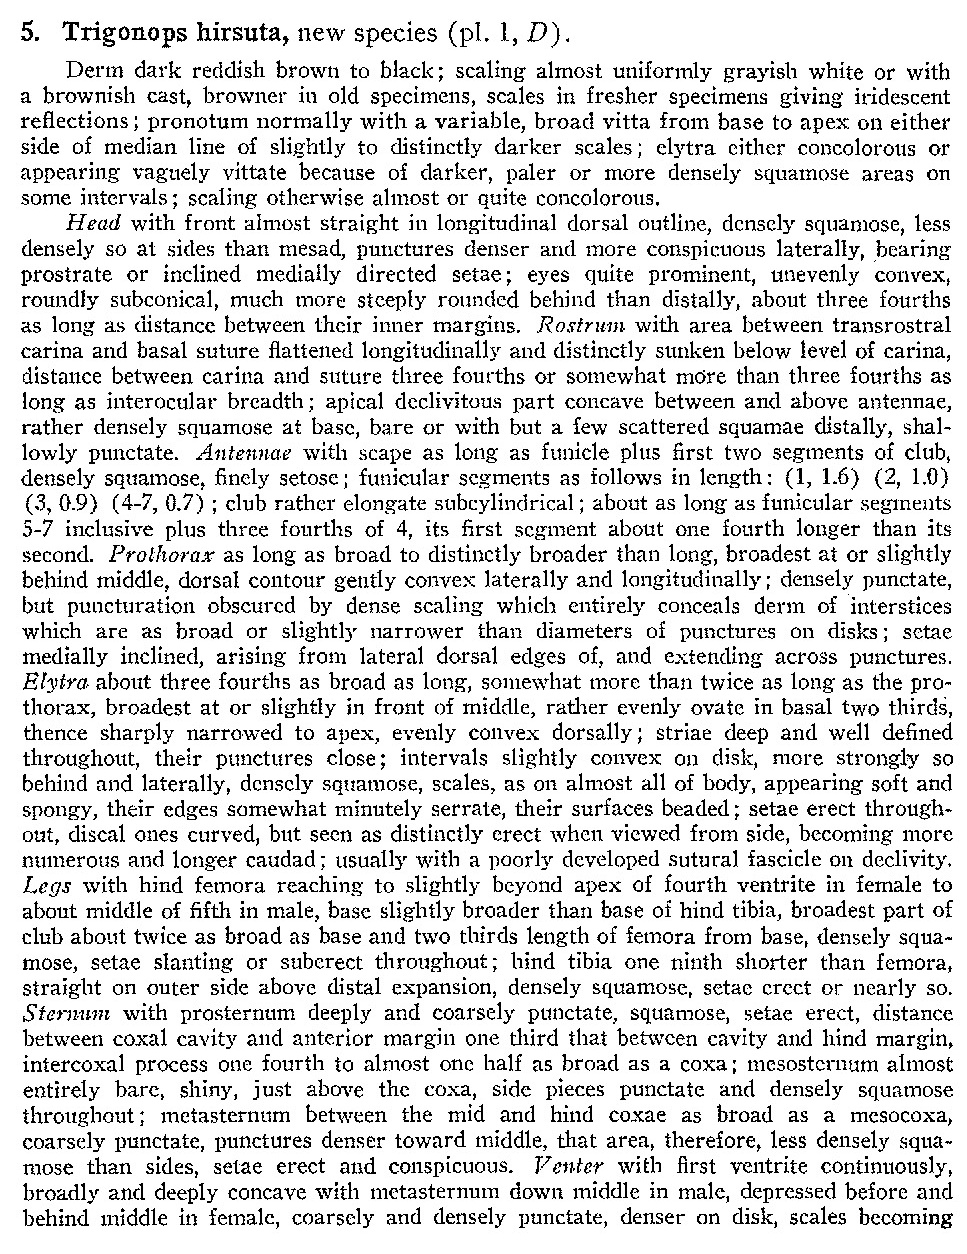 5. Trigonops hirsuta, new species (pl. 1, D).
Derm dark reddish brown to black; scaling almost uniformly grayish white or with
a brownish cast, browner in old specimens, scales in fresher specimens giving iridescent
reflections; pronotum normally with a variable, broad vitta from base to apex on either
side of median line of slightly to distinctly darker scales; elytra either concolorous or
appearing vaguely vittate because of darker, paler or more densely squamose areas on
some intervals; scaling otherwise almost or quite concolorous.
Head with front almost straight in longitudinal dorsal outline, densely squamose, less
densely so at sides than mesad, punctures denser and more conspicuous laterally, bearing
prostrate or inclined medially directed setae; eyes quite prominent, unevenly convex,
roundly subconical, much more steeply rounded behind than distally, about three fourths
as long as distance between their inner margins. Rostrum with area between transrostral
carina and basal suture flattened longitudinally and distinctly sunken below level of carina,
distance between carina and suture three fourths or somewhat more than three fourths as
long as interocular breadth; apical declivitous part concave between and above antennae,
rather densely squamose at base, bare or with but a few scattered squamae distally, shal-
lowly punctate. Antennae with scape as long as funicle plus first two segments of club,
densely squamose, finely setose; funicular segments as follows in length: (1, 1.6) (2, 1.0)
(3, 0.9) (4-7, 0.7) ; club rather elongate subcylindrical; about as long as funicular segments
5-7 inclusive plus three fourths of 4, its first segment about one fourth longer than its
second. Prothorax as long as broad to distinctly broader than long, broadest at or slightly
behind middle, dorsal contour gently convex laterally and longitudinally; densely punctate,
but puncturation obscured by dense scaling which entirely conceals derm of interstices
which are as broad or slightly narrower than diameters of punctures on disks; setae
medially inclined, arising from lateral dorsal edges of, and extending across punctures.
Elytra about three fourths as broad as long, somewhat more than twice as long as the pro-
thorax, broadest at or slightly in front of middle, rather evenly ovate in basal two thirds,
thence sharply narrowed to apex, evenly convex dorsally; striae deep and well defined
throughout, their punctures close; intervals slightly convex on disk, more strongly so
behind and laterally, densely squamose, scales, as on almost all of body, appearing soft and
spongy, their edges somewhat minutely serrate, their surfaces beaded; setae erect through-
out, discal ones curved, but seen as distinctly erect when viewed from side, becoming more
numerous and longer caudad; usually with a poorly developed sutural fascicle on declivity.
Legs with hind femora reaching to slightly beyond apex of fourth ventrite in female to
about middle of fifth in male, base slightly broader than base of hind tibia, broadest part of
club about twice as broad as base and two thirds length of femora from base, densely squa-
mose, setae slanting or suberect throughout; hind tibia one ninth shorter than femora,
straight on outer side above distal expansion, densely squamose, setae erect or nearly so.
Sternum with prosternum deeply and coarsely punctate, squamose, setae erect, distance
between coxal cavity and anterior margin one third that between cavity and hind margin,
intercoxal process one fourth to almost one half as broad as a coxa; mesosternum almost
entirely bare, shiny, just above the coxa, side pieces punctate and densely squamose
throughout; metasternum between the mid and hind coxae as broad as a mesocoxa,
coarsely punctate, punctures denser toward middle, that area, therefore, less densely squa-
mose than sides, setae erect and conspicuous. Venter with first ventrite continuously,
broadly and deeply concave with metasternum down middle in male, depressed before and
behind middle in female, coarsely and densely punctate, denser on disk, scales becoming